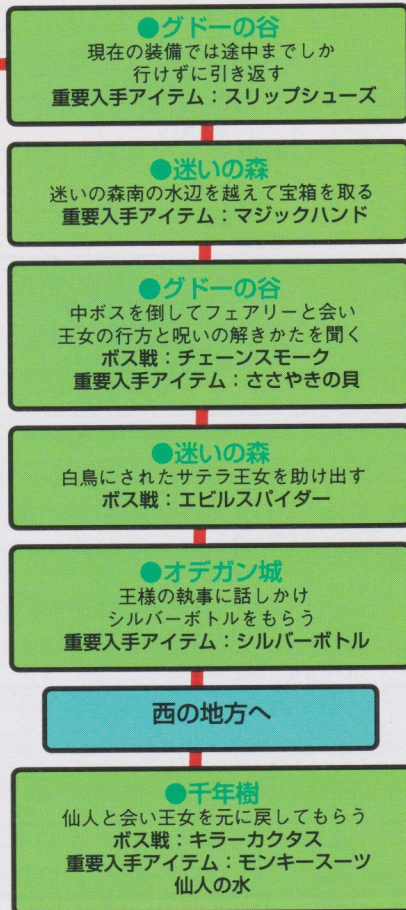 ●グドーの谷
現在の装備では途中までしか
行けずに引き返す
重要入手アイテム：スリップシューズ
●迷いの森
迷いの森南の水辺を越えて宝箱を取る
重要入手アイテム：マジックハンド
●グドーの谷
中ボスを倒してフェアリーと会い
王女の行方と呪いの解きかたを聞く
ボス戦：チェーンスモーク
重要入手アイテム：ささやきの貝
●迷いの森
白鳥にされたサテラ王女を助け出す
ボス戦：エビルスパイダー
●オデガン城
王様の執事に話しかけ
シルバーボトルをもらう
重要入手アイテム：シルバーボトル
西の地方へ
●千年樹
仙人と会い王女を元に戻してもらう
ボス戦：キラーカクタス
重要入手アイテム：モンキースーツ
仙人の水